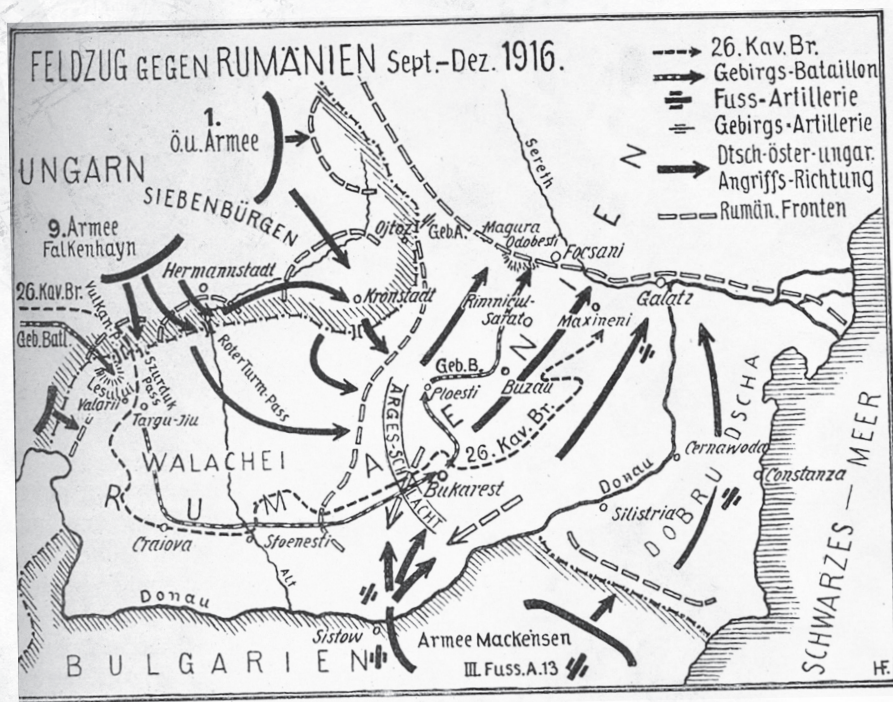 FELDZUG GEGEN RUMÄNIEN Sept.-Dez. 1916.
26. Kav. Br.
Gebirgs-Bataillon
Fuss-Artillerie
Gebirgs-Artillerie
Dtsch-öster-ungar.
Angriffs-Richtung
Rumän. Fronten
1.
ö.u. Armee
UNGARN
SIEBENBÜRGEN
Sereth
9. Armee
Falkenhayn
Hermannstadt
Ojtoz
Geb.A.
Magura
Odobesti
Focsani
26. Kav. Br.
Vulkan-
Kronstadt
Rimnicul-
Sarato
Maximeni
Galatz
Geb. Batl.
Szurduk
Pass
Roter Turm-Pass
Lesului
Valarii
Targu-Jiu
Geb. B.
Ploesti
Buzau
ARGES-SCHLACHT
26. Kav. Br.
WALACHEI
RUMÄNIEN
Bukarest
Cernawoda
Constanza
Donau
Silistria
DOBRUDSCHA
Craiova
Stoenesti
Alt
Donau
Sistow
Armee Mackensen
III. Fuss. A. 13
BULGARIEN
SCHWARZES-MEER
HF.